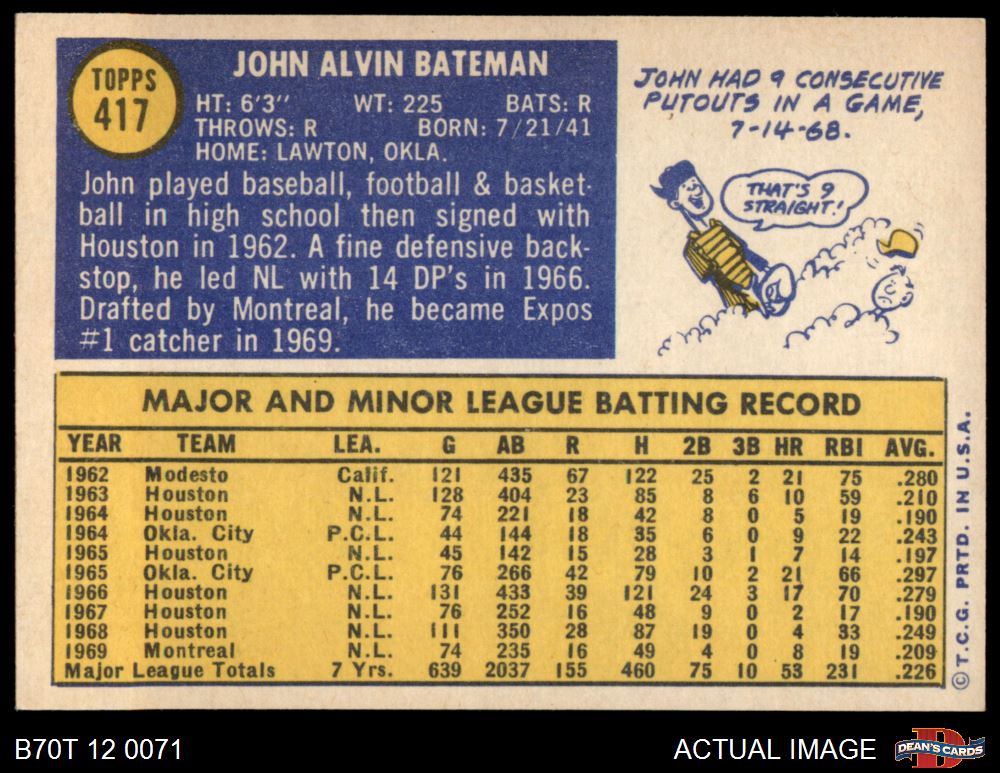 TOPPS
417
JOHN ALVIN BATEMAN
HT: 6'3" WT: 225 BATS: R
THROWS: R BORN: 7/21/41
HOME: LAWTON, OKLA.
John played baseball, football & basket-
ball in high school then signed with
Houston in 1962. A fine defensive back-
stop, he led NL with 14 DP's in 1966.
Drafted by Montreal, he became Expos
#1 catcher in 1969.
JOHN HAD 9 CONSECUTIVE
PUTOUTS IN A GAME,
7-14-68.
THAT'S 9
STRAIGHT!
MAJOR AND MINOR LEAGUE BATTING RECORD
YEAR TEAM LEA. G AB R H 2B 3B HR RBI AVG.
1962 Modesto Calif. 121 435 67 122 25 2 21 75 .280
1963 Houston N.L. 128 404 23 85 8 6 10 59 .210
1964 Houston N.L. 74 221 18 42 8 0 5 19 .190
1964 Okla. City P.C.L. 44 144 18 35 6 0 9 22 .243
1965 Houston N.L. 45 142 15 28 3 1 7 14 .197
1965 Okla. City P.C.L. 76 266 42 79 10 2 21 66 .297
1966 Houston N.L. 131 433 39 121 24 3 17 70 .279
1967 Houston N.L. 76 252 16 48 9 0 2 17 .190
1968 Houston N.L. 111 350 28 87 19 0 4 33 .249
1969 Montreal N.L. 74 235 16 49 4 0 8 19 .209
Major League Totals 7 Yrs. 639 2037 155 460 75 10 53 231 .226
© T.C.G. PRTD. IN U.S.A.
B70T 12 0071
ACTUAL IMAGE
D
DEAN'S CARDS